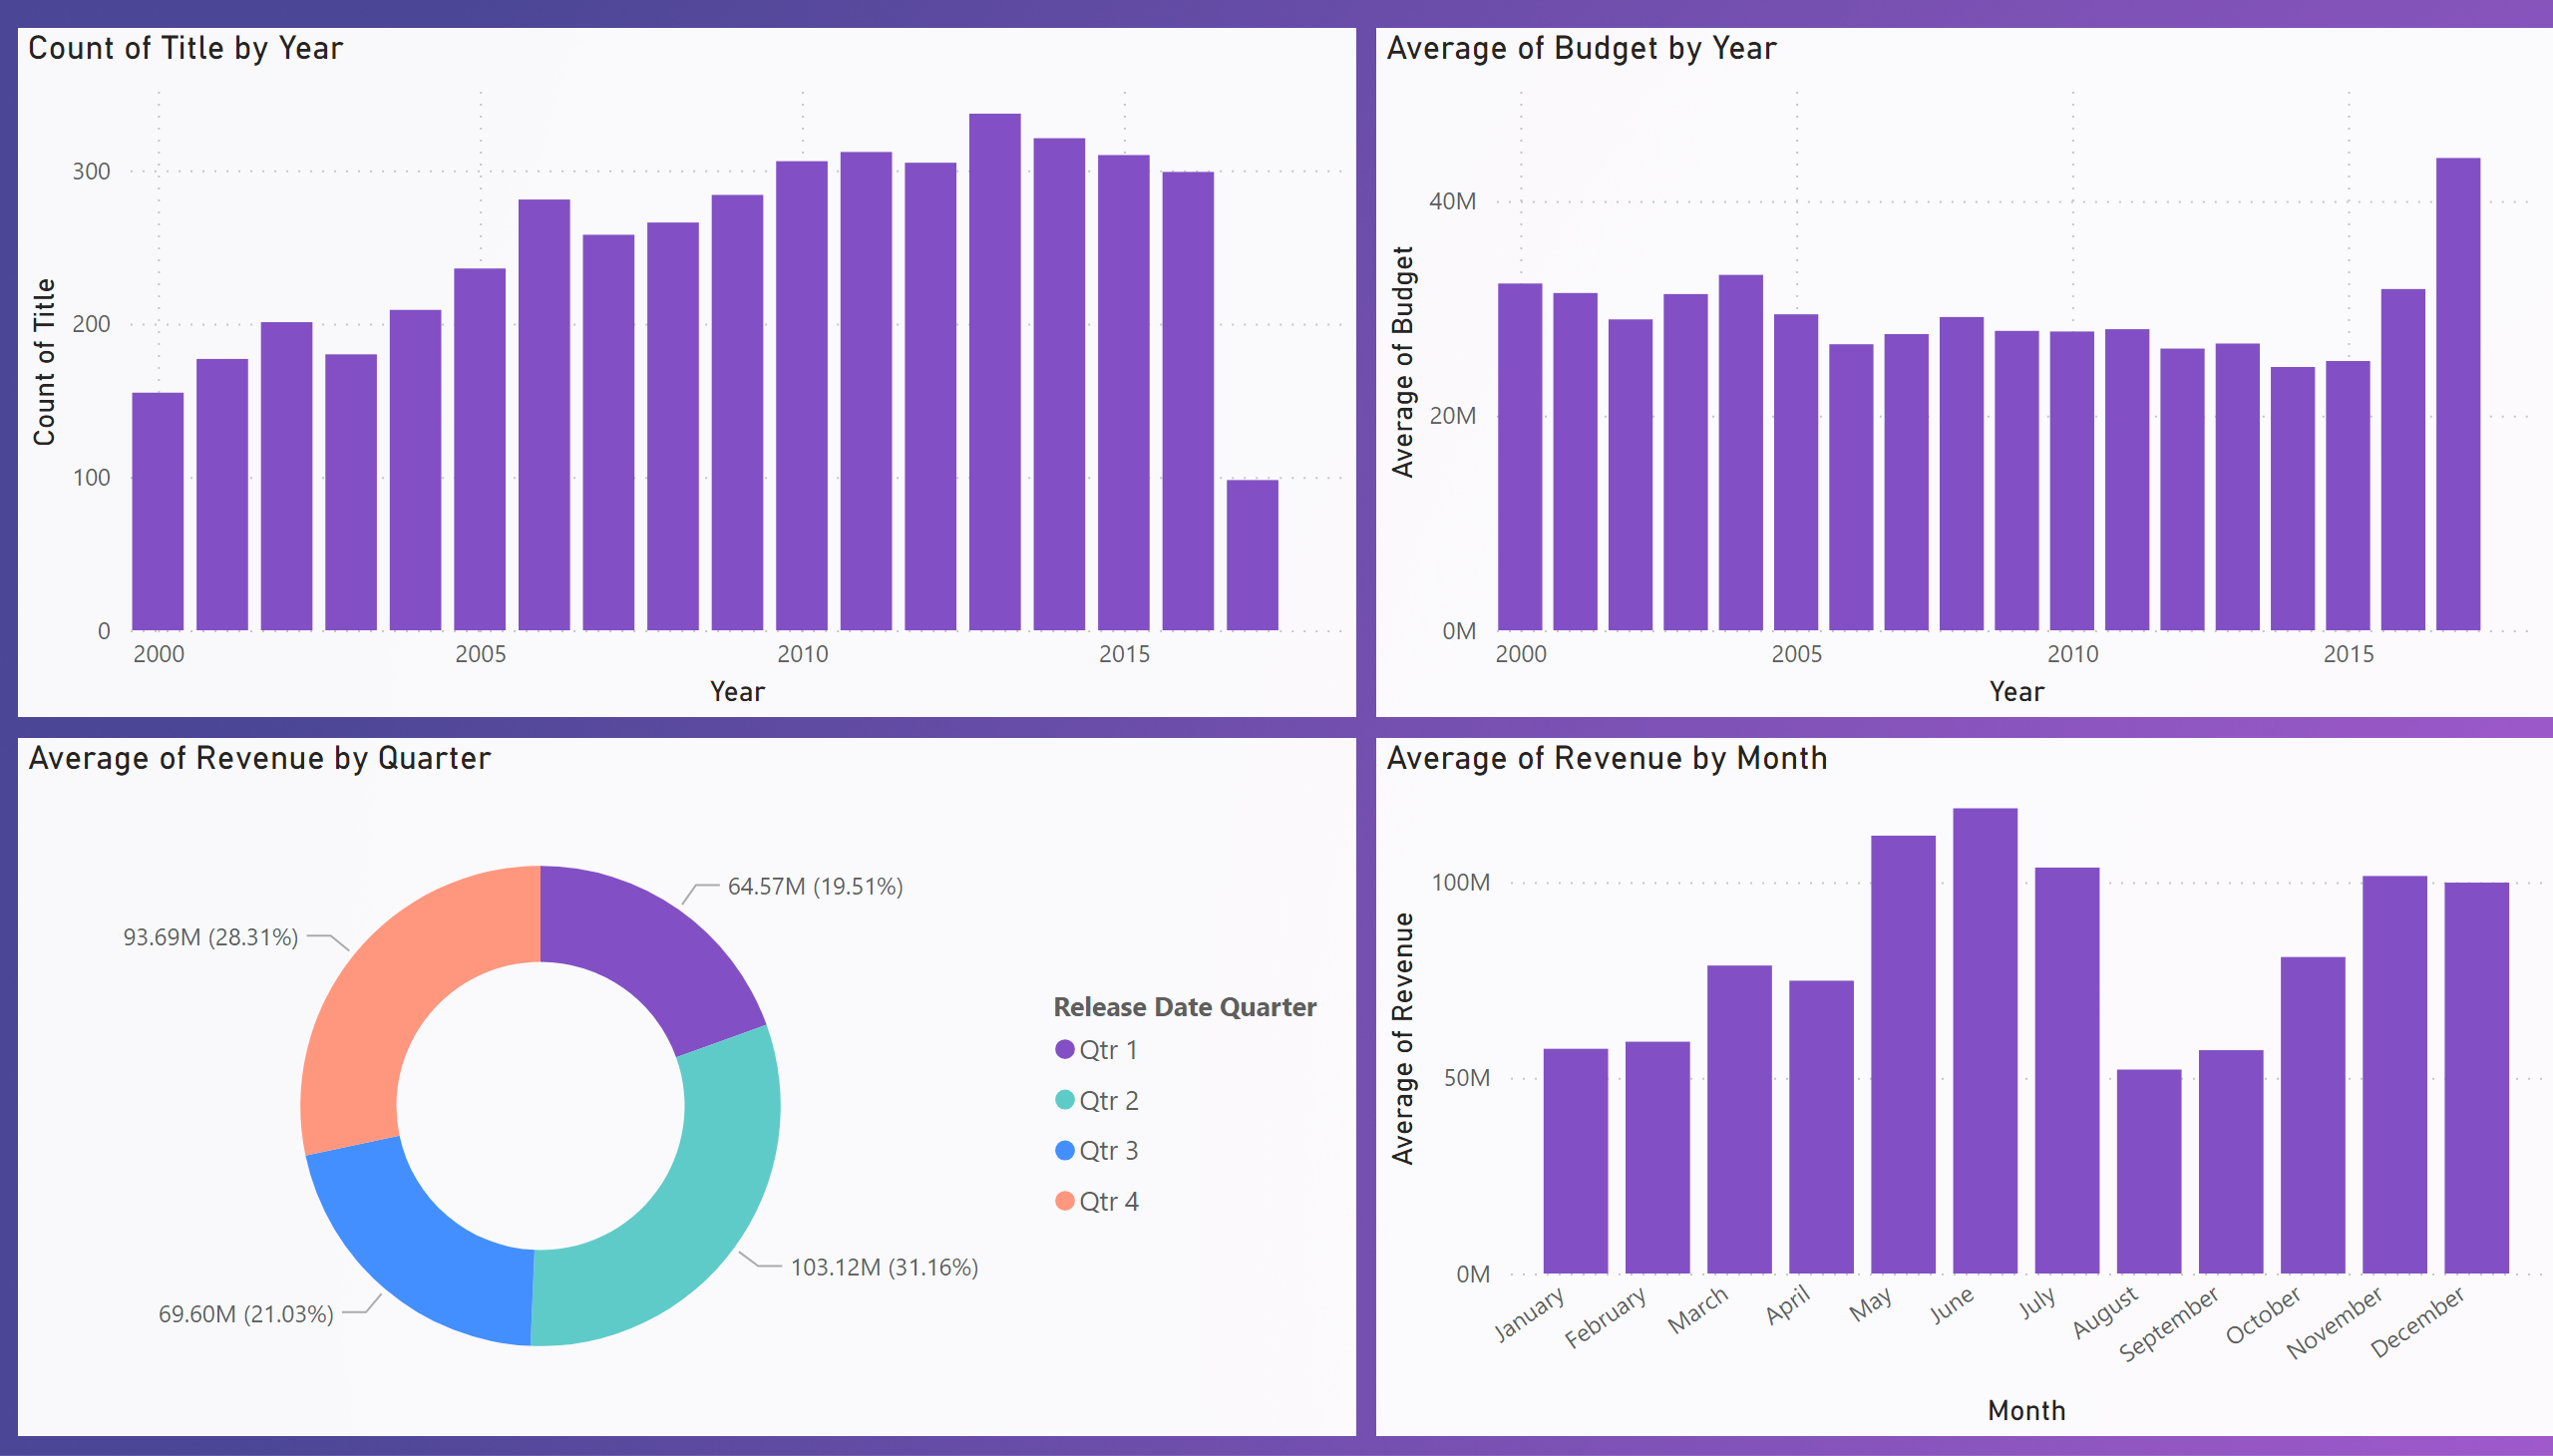 Count of Title by Year
Count of Title
300
200
100
0
2000 2005 2010 2015
Year
Average of Budget by Year
Average of Budget
40M
20M
0M
2000 2005 2010 2015
Year
Average of Revenue by Quarter
64.57M (19.51%)
93.69M (28.31%)
103.12M (31.16%)
69.60M (21.03%)
Release Date Quarter
Qtr 1
Qtr 2
Qtr 3
Qtr 4
Average of Revenue by Month
Average of Revenue
100M
50M
0M
January February March April May June July August September October November December
Month